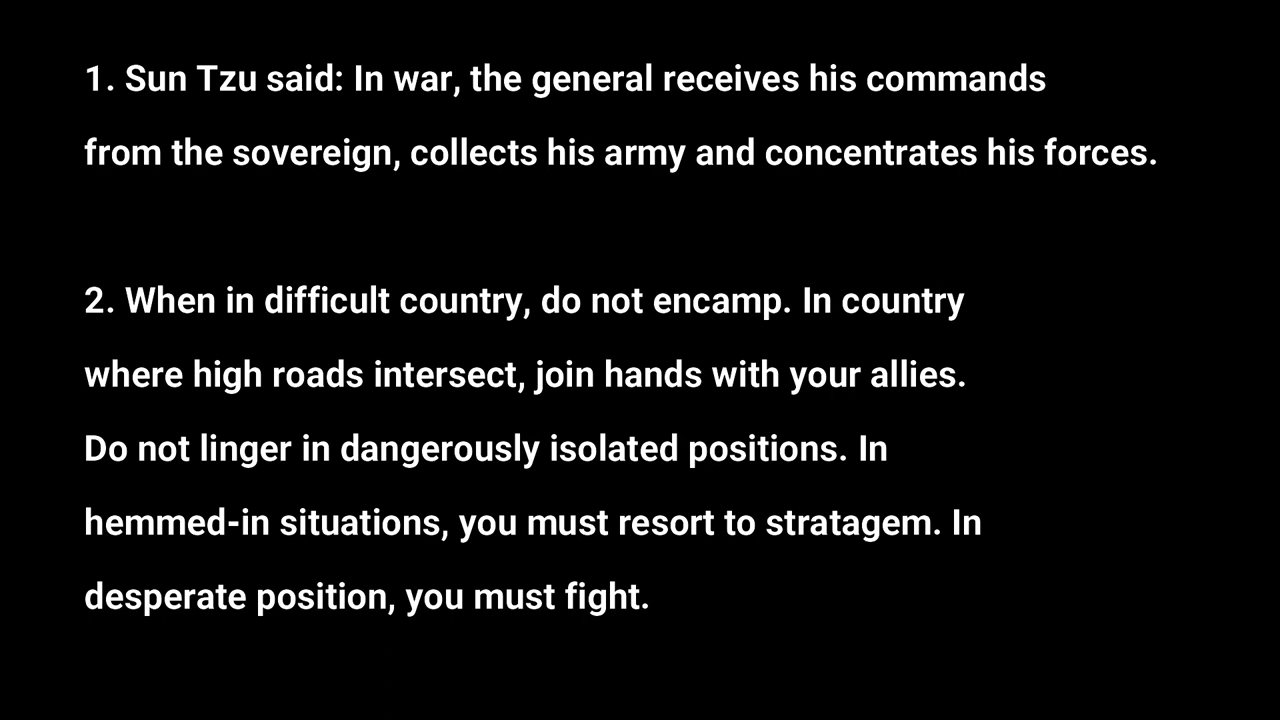 1. Sun Tzu said: In war, the general receives his commands
from the sovereign, collects his army and concentrates his forces.
2. When in difficult country, do not encamp. In country
where high roads intersect, join hands with your allies.
Do not linger in dangerously isolated positions. In
hemmed-in situations, you must resort to stratagem. In
desperate position, you must fight.